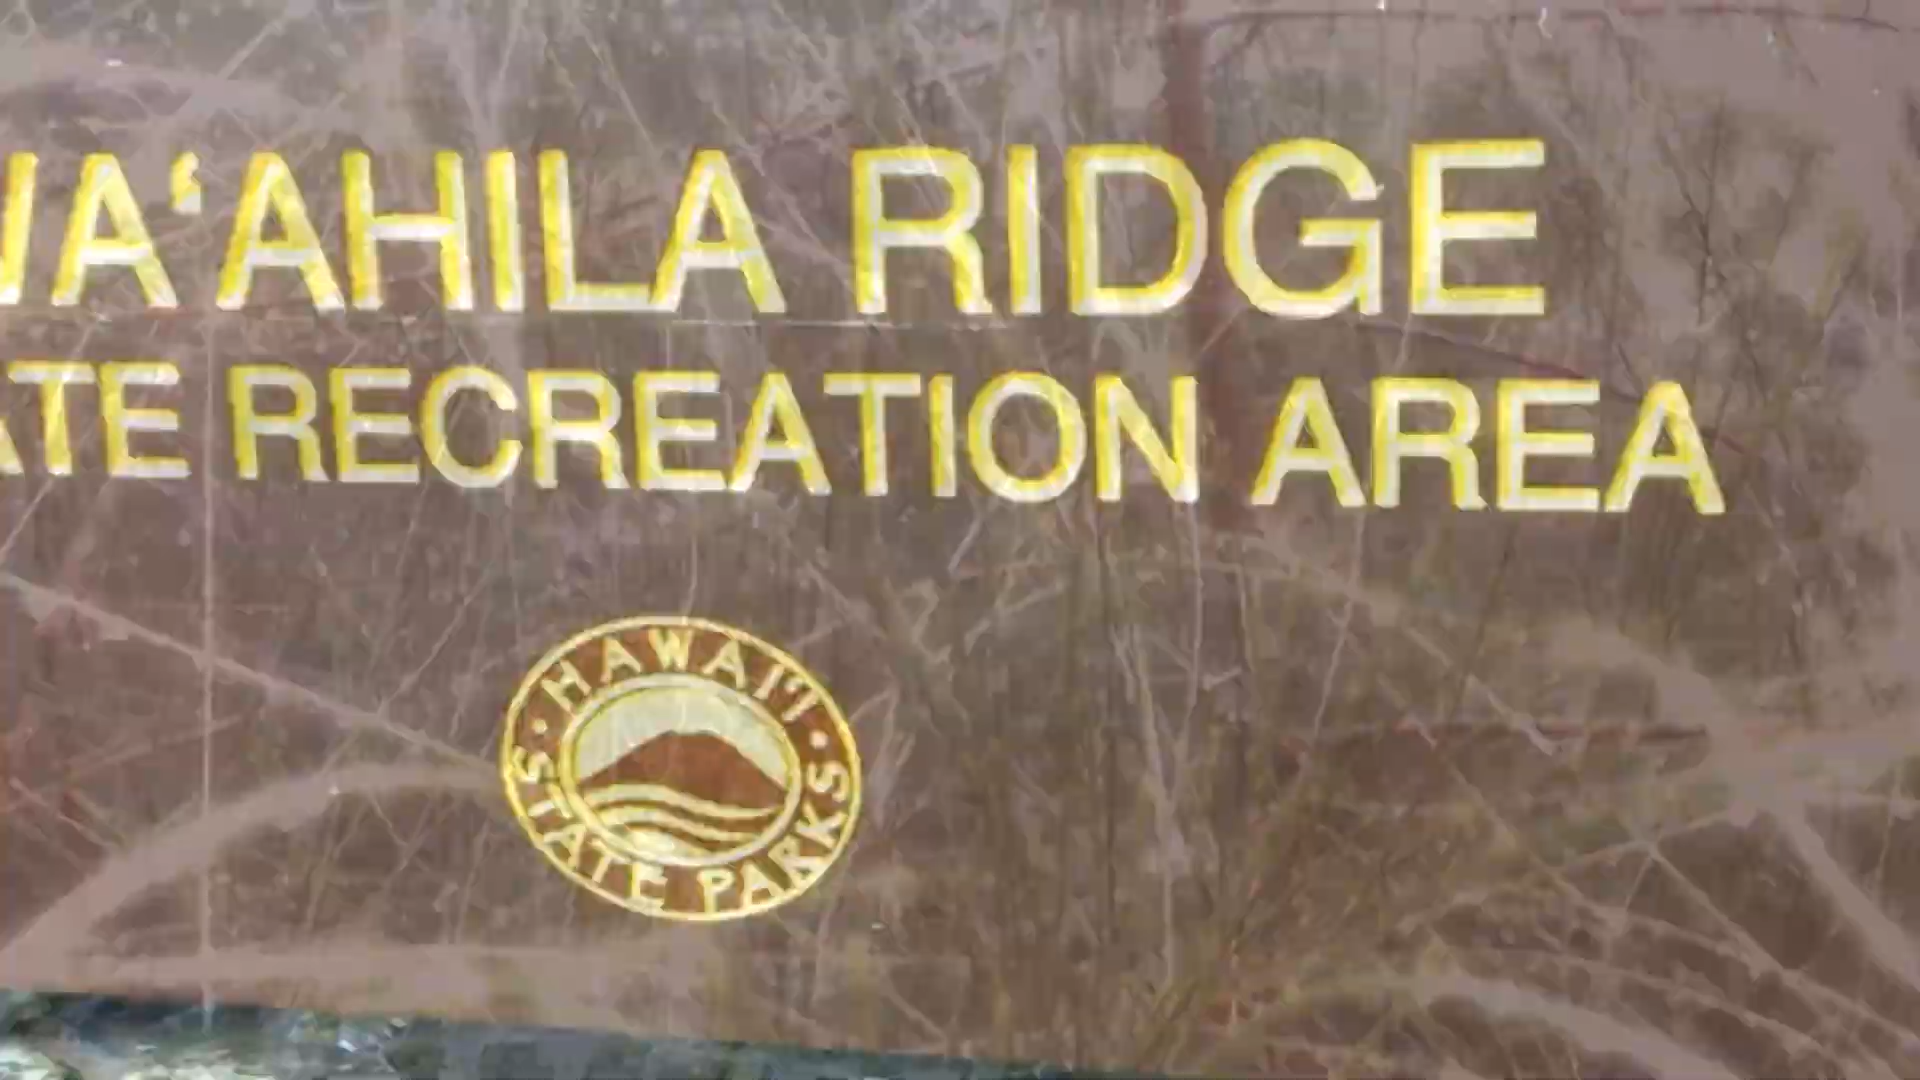 A‘AHILA RIDGE
TE RECREATION AREA
HAWAI‘I
STATE PARKS